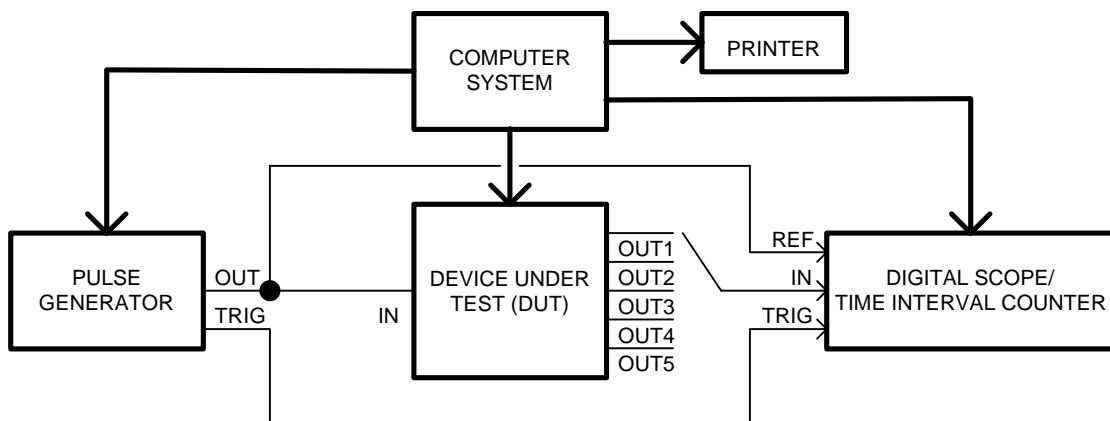 COMPUTER
SYSTEM
PRINTER
PULSE
GENERATOR
OUT
TRIG
IN
DEVICE UNDER
TEST (DUT)
OUT1
OUT2
OUT3
OUT4
OUT5
REF
IN
TRIG
DIGITAL SCOPE/
TIME INTERVAL COUNTER